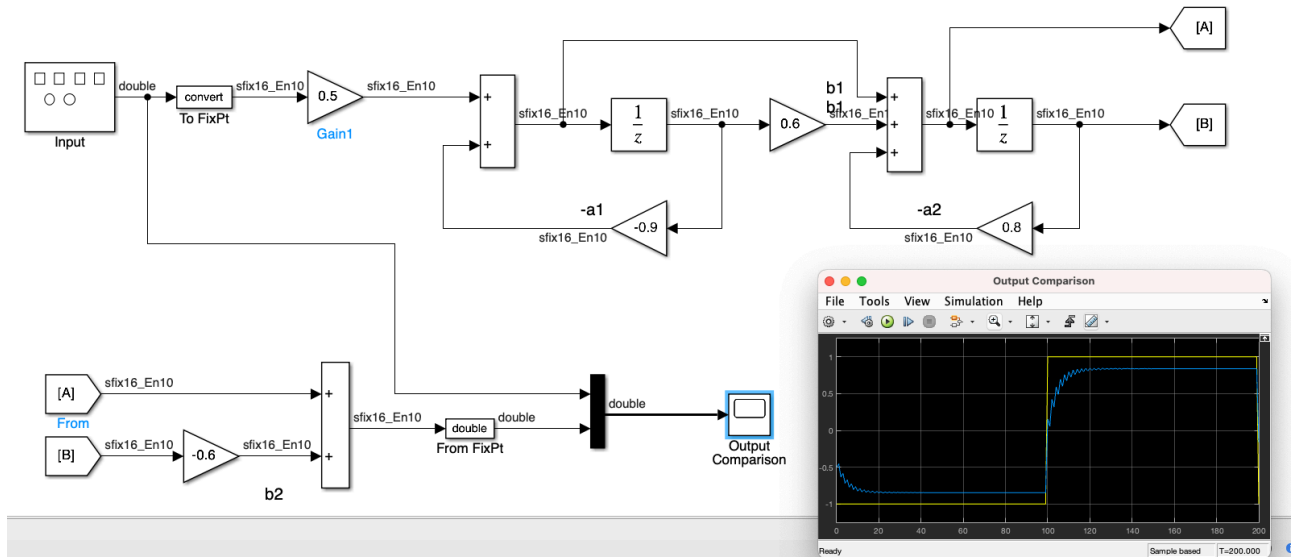 [A]
double
sfix16_En10
sfix16_En10
convert
0.5
To FixPt
Gain1
Input
+
+
sfix16_En10
1
z
sfix16_En10
0.6
b1
b1
sfix16_En10
+
+
+
sfix16_En10
1
z
sfix16_En10
[B]
-a1
-0.9
sfix16_En10
-a2
0.8
sfix16_En10
Output Comparison
File Tools View Simulation Help
1
0.5
0
-0.5
-1
0 20 40 60 80 100 120 140 160 180 200
Ready Sample based T=200.000
[A]
sfix16_En10
From
[B]
sfix16_En10
-0.6
sfix16_En10
b2
+
+
sfix16_En10
double
double
From FixPt
double
Output
Comparison